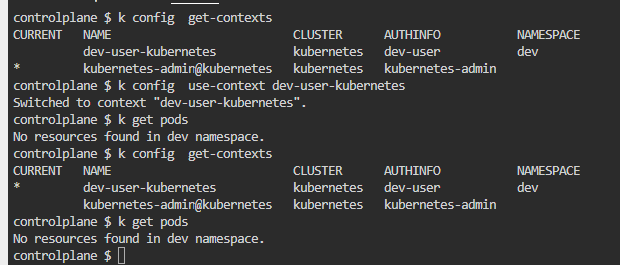 controlplane $ k config  get-contexts
CURRENT   NAME                          CLUSTER      AUTHINFO           NAMESPACE
          dev-user-kubernetes           kubernetes   dev-user           dev
*         kubernetes-admin@kubernetes   kubernetes   kubernetes-admin
controlplane $ k config  use-context dev-user-kubernetes
Switched to context "dev-user-kubernetes".
controlplane $ k get pods
No resources found in dev namespace.
controlplane $ k config  get-contexts
CURRENT   NAME                          CLUSTER      AUTHINFO           NAMESPACE
*         dev-user-kubernetes           kubernetes   dev-user           dev
          kubernetes-admin@kubernetes   kubernetes   kubernetes-admin
controlplane $ k get pods
No resources found in dev namespace.
controlplane $